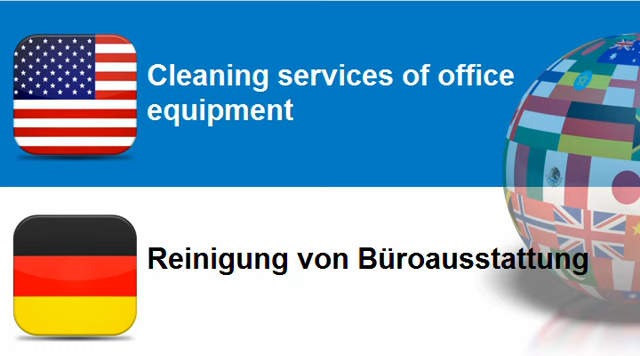 Cleaning services of office
equipment
Reinigung von Büroausstattung